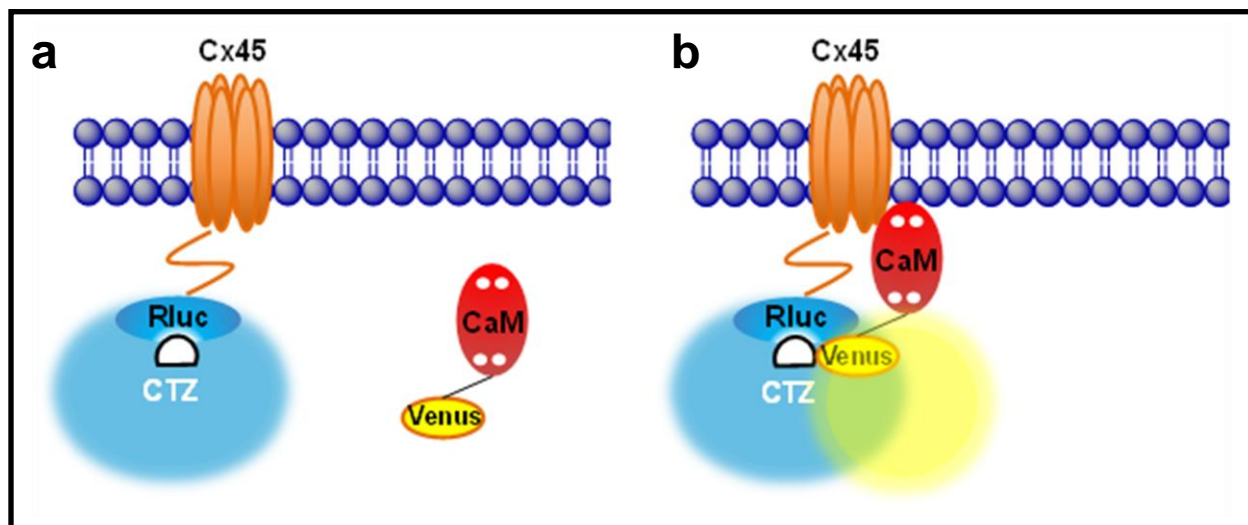 a
Cx45
Rluc
CTZ
CaM
Venus
b
Cx45
CaM
Rluc
Venus
CTZ